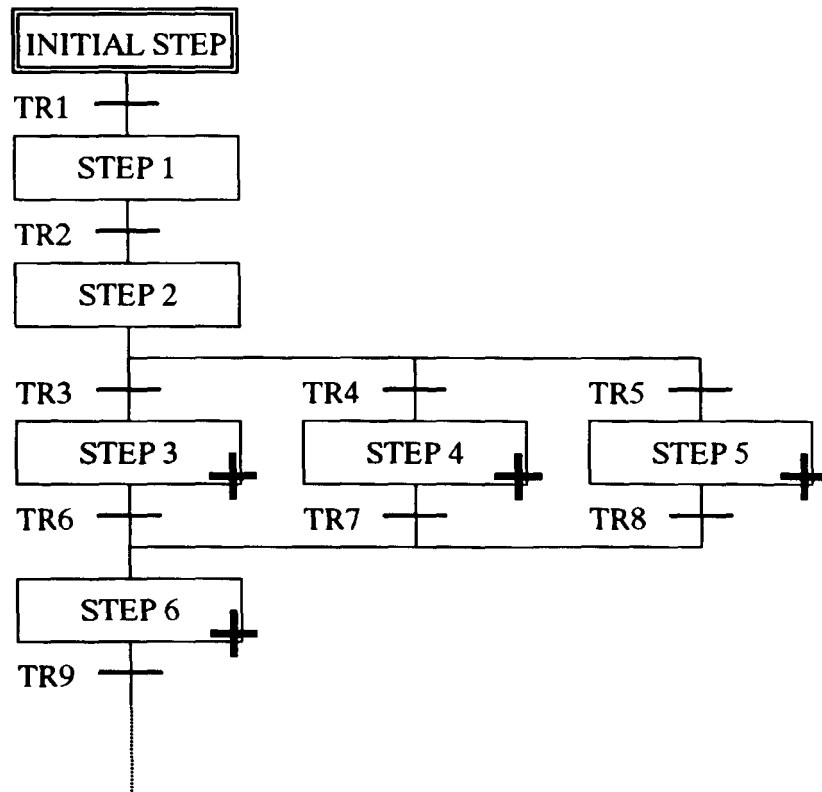 INITIAL STEP
TR1
STEP 1
TR2
STEP 2
TR3 TR4 TR5
STEP 3 STEP 4 STEP 5
TR6 TR7 TR8
STEP 6
TR9